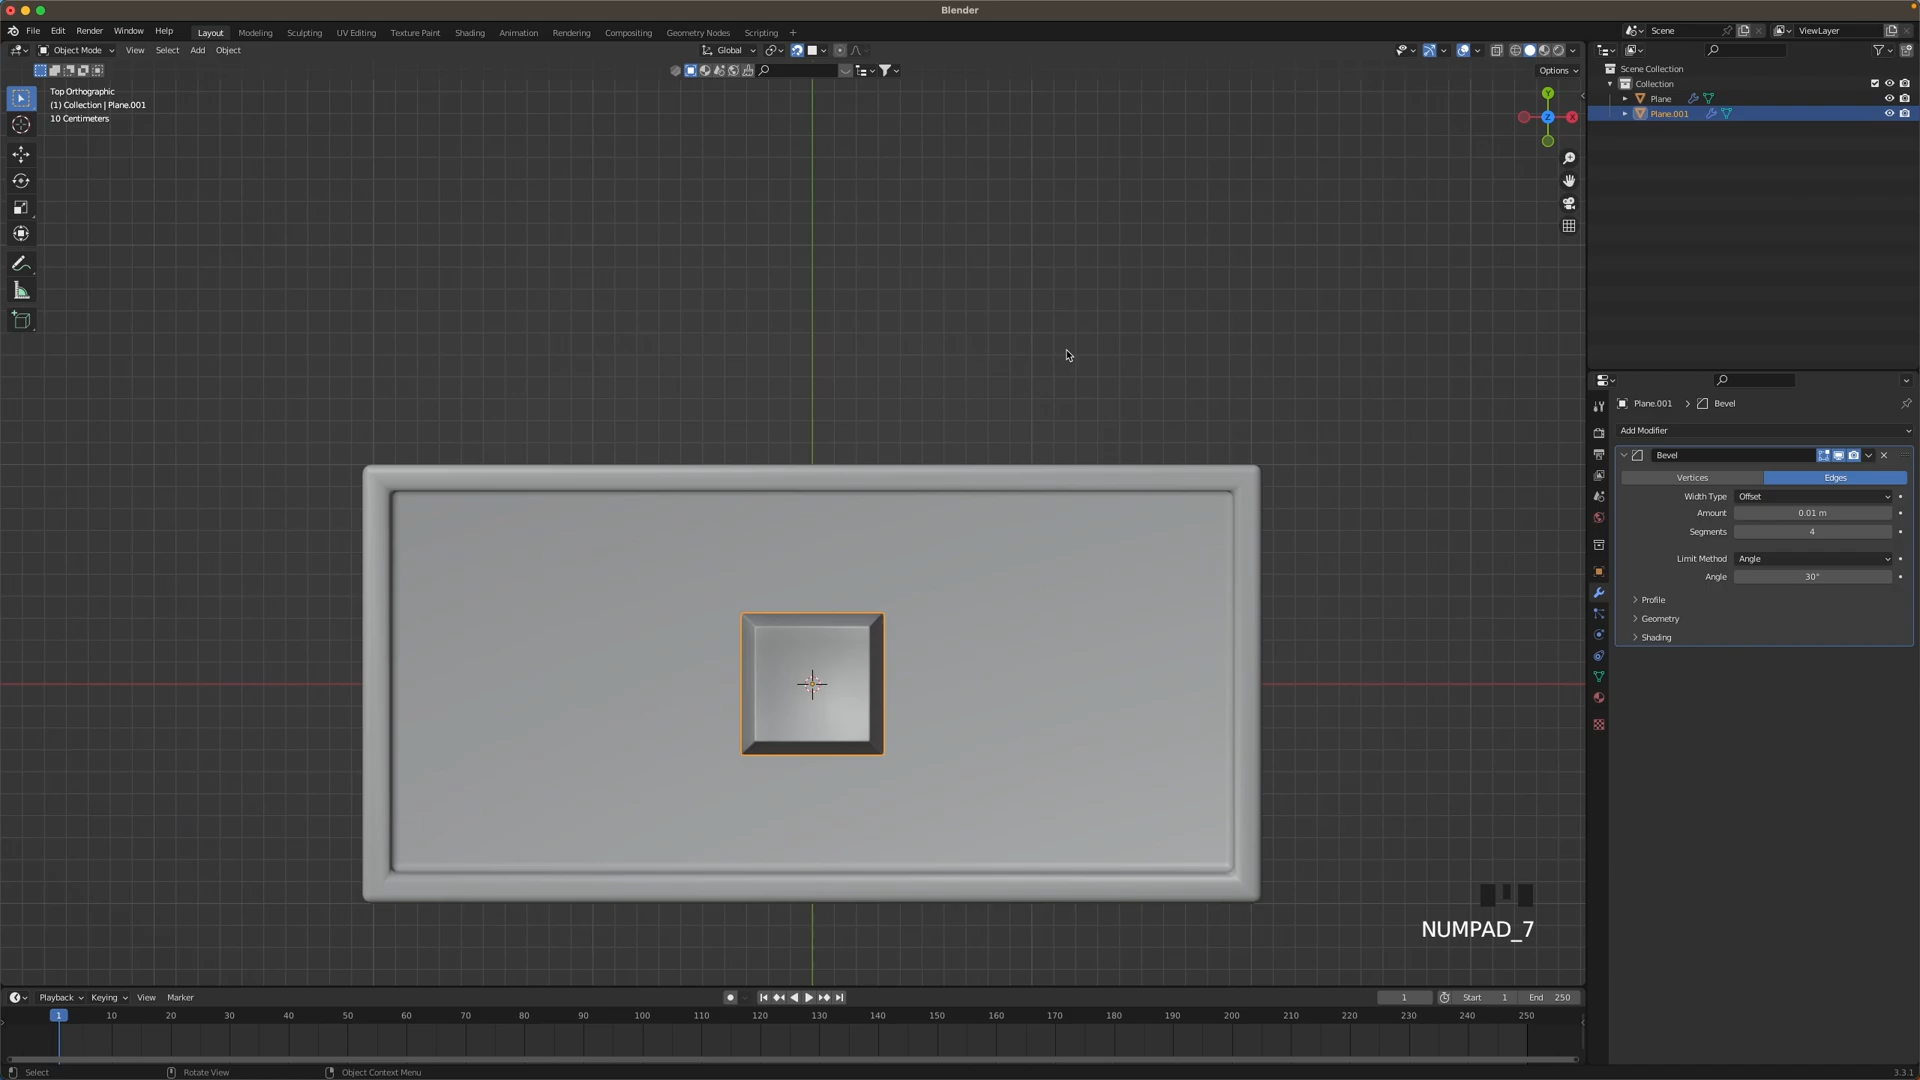 Blender
File Edit Render Window Help Layout Modeling Sculpting UV Editing Texture Paint Shading Animation Rendering Compositing Geometry Nodes Scripting + Scene ViewLayer
Object Mode View Select Add Object Global
Options
Top Orthographic
(1) Collection | Plane.001
10 Centimeters
Y
Z
X
Scene Collection
Collection
Plane
Plane.001
Plane.001 > Bevel
Add Modifier
Bevel
Vertices Edges
Width Type Offset
Amount 0.01 m
Segments 4
Limit Method Angle
Angle 30°
Profile
Geometry
Shading
NUMPAD_7
Playback Keying View Marker 1 Start 1 End 250
1 10 20 30 40 50 60 70 80 90 100 110 120 130 140 150 160 170 180 190 200 210 220 230 240 250
Select Rotate View Object Context Menu 3.3.1